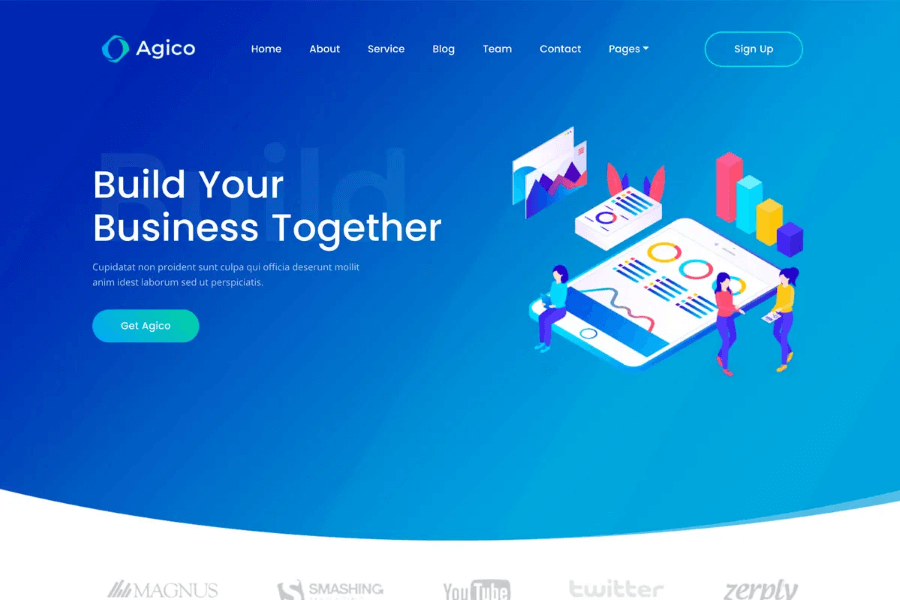 Agico
Home
About
Service
Blog
Team
Contact
Pages
Sign Up
Build
Build Your
Business Together
Cupidatat non proident sunt culpa qui officia deserunt mollit
anim idest laborum sed ut perspiciatis.
Get Agico
MAGNUS
SMASHING
YouTube
twitter
zerply